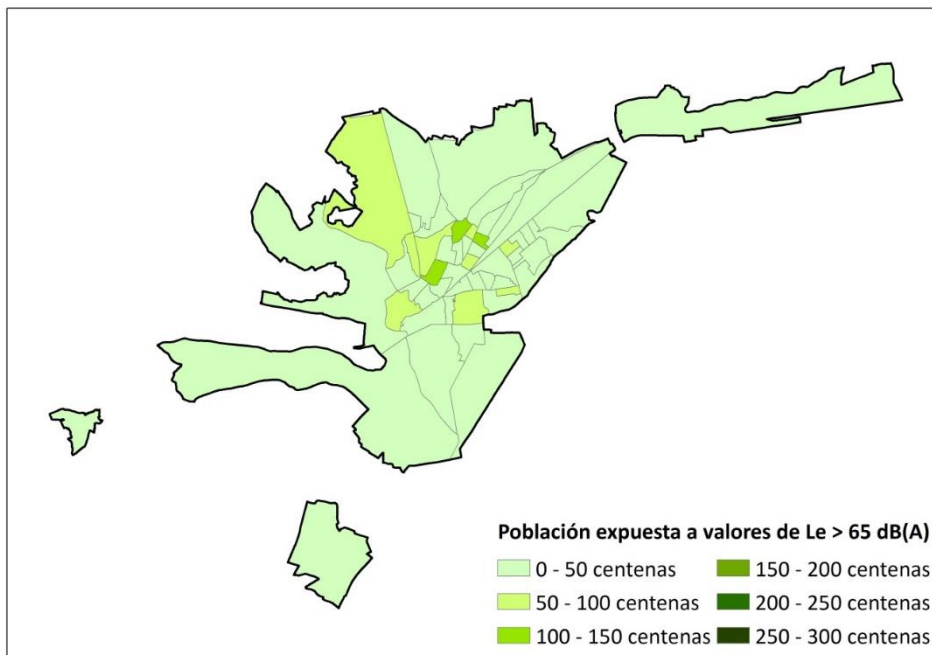 Población expuesta a valores de Le > 65 dB(A)
0 - 50 centenas
50 - 100 centenas
100 - 150 centenas
150 - 200 centenas
200 - 250 centenas
250 - 300 centenas